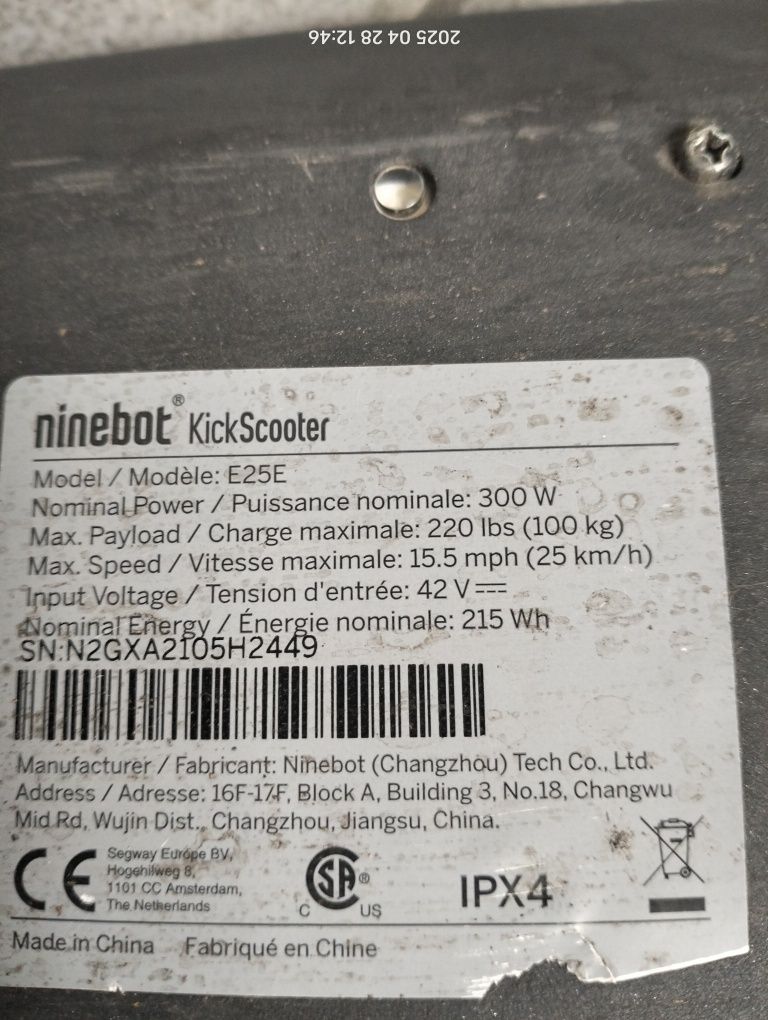 2025 04 28 12:46
ninebot® KickScooter
Model / Modèle: E25E
Nominal Power / Puissance nominale: 300 W
Max. Payload / Charge maximale: 220 lbs (100 kg)
Max. Speed / Vitesse maximale: 15.5 mph (25 km/h)
Input Voltage / Tension d'entrée: 42 V
Nominal Energy / Énergie nominale: 215 Wh
SN:N2GXA2105H2449
Manufacturer / Fabricant: Ninebot (Changzhou) Tech Co., Ltd.
Address / Adresse: 16F-17F, Block A, Building 3, No.18, Changwu
Mid Rd, Wujin Dist., Changzhou, Jiangsu, China.
CE
Segway Europe BV,
Hogehilweg 8,
1101 CC Amsterdam,
The Netherlands
C SA® US
IPX4
Made in China Fabriqué en Chine